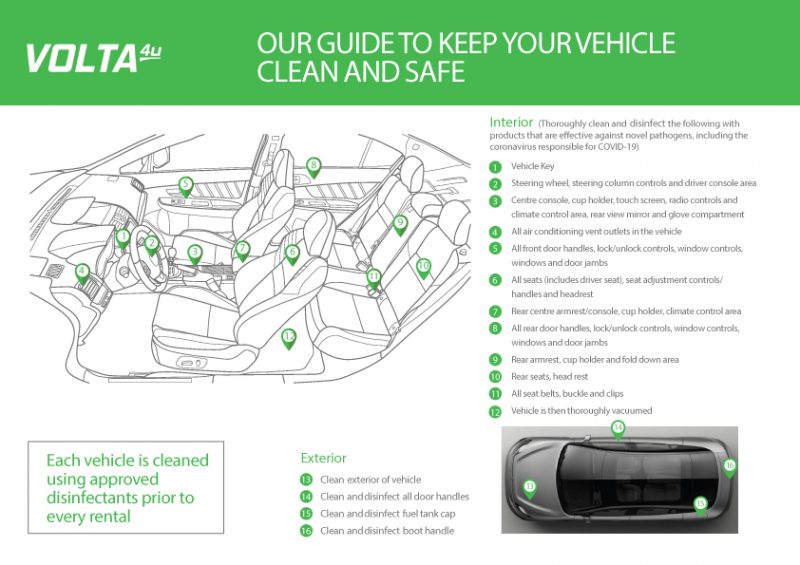 VOLTA4u
OUR GUIDE TO KEEP YOUR VEHICLE
CLEAN AND SAFE
Interior (Thoroughly clean and disinfect the following with
products that are effective against novel pathogens, including the
coronavirus responsible for COVID-19)
1 Vehicle Key
2 Steering wheel, steering column controls and driver console area
3 Centre console, cup holder, touch screen, radio controls and
climate control area, rear view mirror and glove compartment
4 All air conditioning vent outlets in the vehicle
5 All front door handles, lock/unlock controls, window controls,
windows and door jambs
6 All seats (includes driver seat), seat adjustment controls/
handles and headrest
7 Rear centre armrest/console, cup holder, climate control area
8 All rear door handles, lock/unlock controls, window controls,
windows and door jambs
9 Rear armrest, cup holder and fold down area
10 Rear seats, head rest
11 All seat belts, buckle and clips
12 Vehicle is then thoroughly vacuumed
8
5
9
1
2
3
7
6
10
4
11
12
Each vehicle is cleaned
using approved
disinfectants prior to
every rental
Exterior
13 Clean exterior of vehicle
14 Clean and disinfect all door handles
15 Clean and disinfect fuel tank cap
16 Clean and disinfect boot handle
14
16
13
15